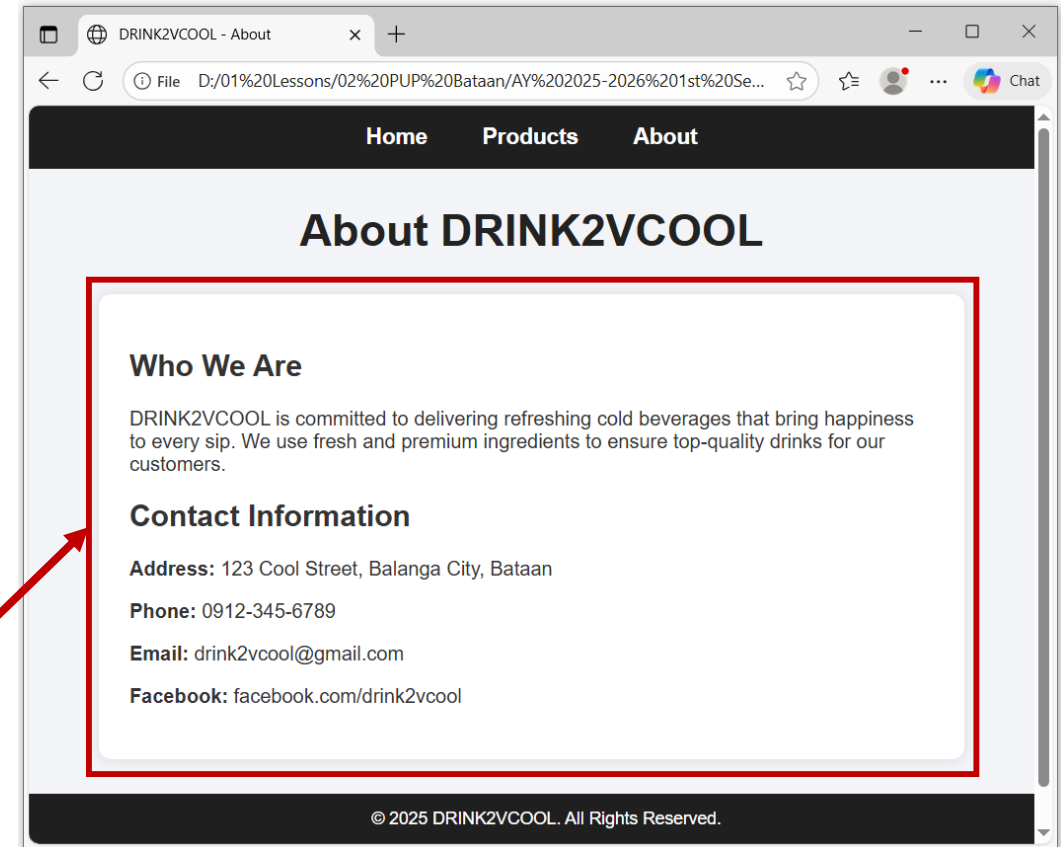 DRINK2VCOOL - About
File D:/01%20Lessons/02%20PUP%20Bataan/AY%202025-2026%201st%20Se... Chat
Home Products About
About DRINK2VCOOL
Who We Are
DRINK2VCOOL is committed to delivering refreshing cold beverages that bring happiness
to every sip. We use fresh and premium ingredients to ensure top-quality drinks for our
customers.
Contact Information
Address: 123 Cool Street, Balanga City, Bataan
Phone: 0912-345-6789
Email: drink2vcool@gmail.com
Facebook: facebook.com/drink2vcool
© 2025 DRINK2VCOOL. All Rights Reserved.